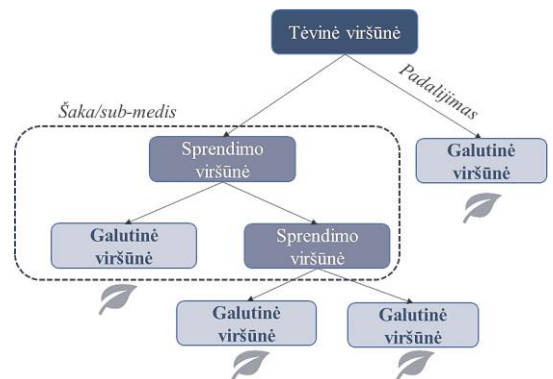 Tėvinė viršūnė
Padalijimas
Šaka/sub-medis
Sprendimo
viršūnė
Galutinė
viršūnė
Galutinė
viršūnė
Sprendimo
viršūnė
Galutinė
viršūnė
Galutinė
viršūnė